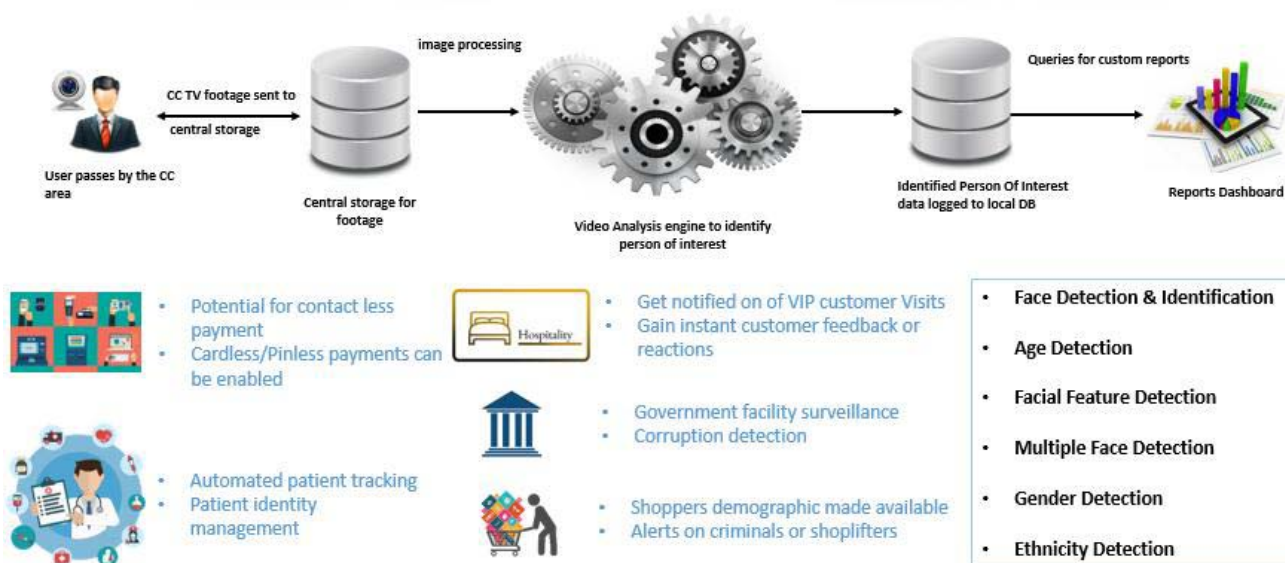 image processing
Queries for custom reports
CC TV footage sent to
central storage
User passes by the CC
area
Central storage for
footage
Video Analysis engine to identify
person of interest
Identified Person Of Interest
data logged to local DB
Reports Dashboard
• Potential for contact less
payment
• Cardless/Pinless payments can
be enabled
• Automated patient tracking
• Patient identity
management
Hospitality
• Get notified on of VIP customer Visits
• Gain instant customer feedback or
reactions
• Government facility surveillance
• Corruption detection
• Shoppers demographic made available
• Alerts on criminals or shoplifters
• Face Detection & Identification
• Age Detection
• Facial Feature Detection
• Multiple Face Detection
• Gender Detection
• Ethnicity Detection